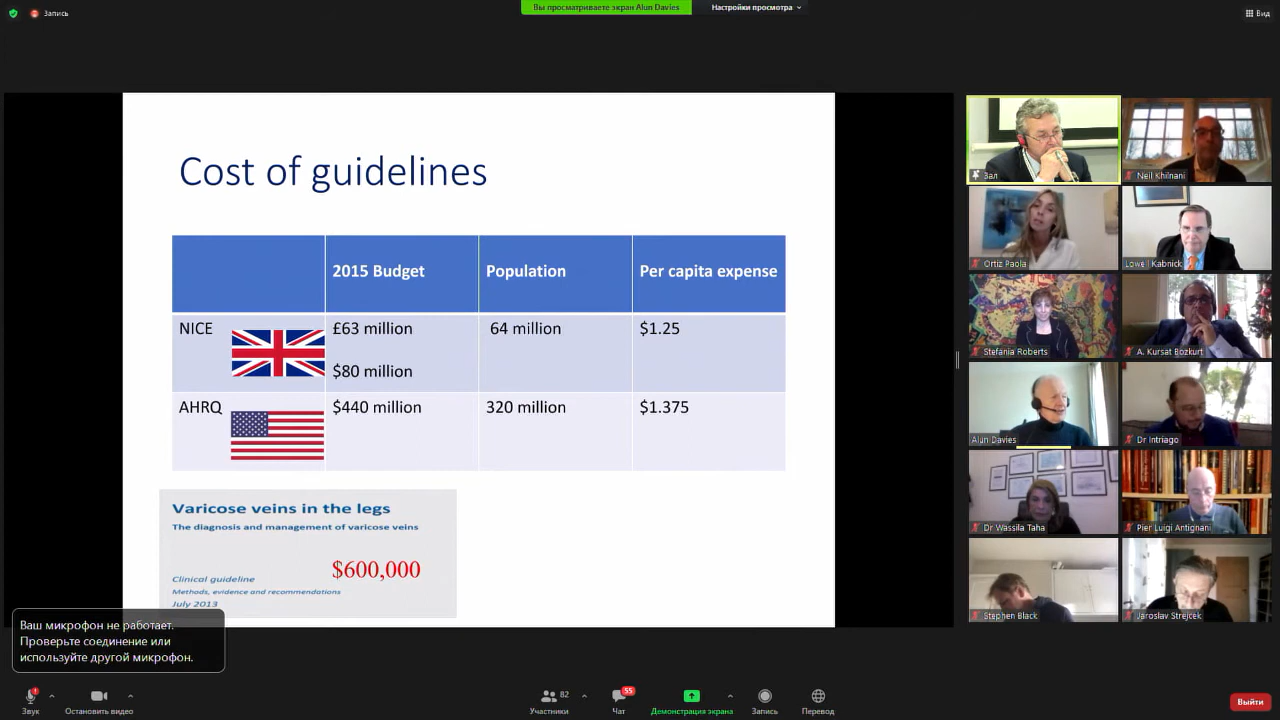 Запись
Вы просматриваете экран Alun Davies
Настройки просмотра
Вид
Cost of guidelines
2015 Budget
Population
Per capita expense
NICE
£63 million
64 million
$1.25
$80 million
AHRQ
$440 million
320 million
$1.375
Varicose veins in the legs
The diagnosis and management of varicose veins
$600,000
Clinical guideline
Methods, evidence and recommendations
July 2013
Зал
Neil Khilnani
Ortiz Paola
Lowell Kabnick
Stefania Roberts
A. Kursat Bozkurt
Alun Davies
Dr Intriago
Dr Wassila Taha
Pier Luigi Antignani
Stephen Black
Jaroslav Strejcek
Ваш микрофон не работает.
Проверьте соединение или
используйте другой микрофон.
Звук
Остановить видео
82
Участники
55
Чат
Демонстрация экрана
Запись
Перевод
Выйти